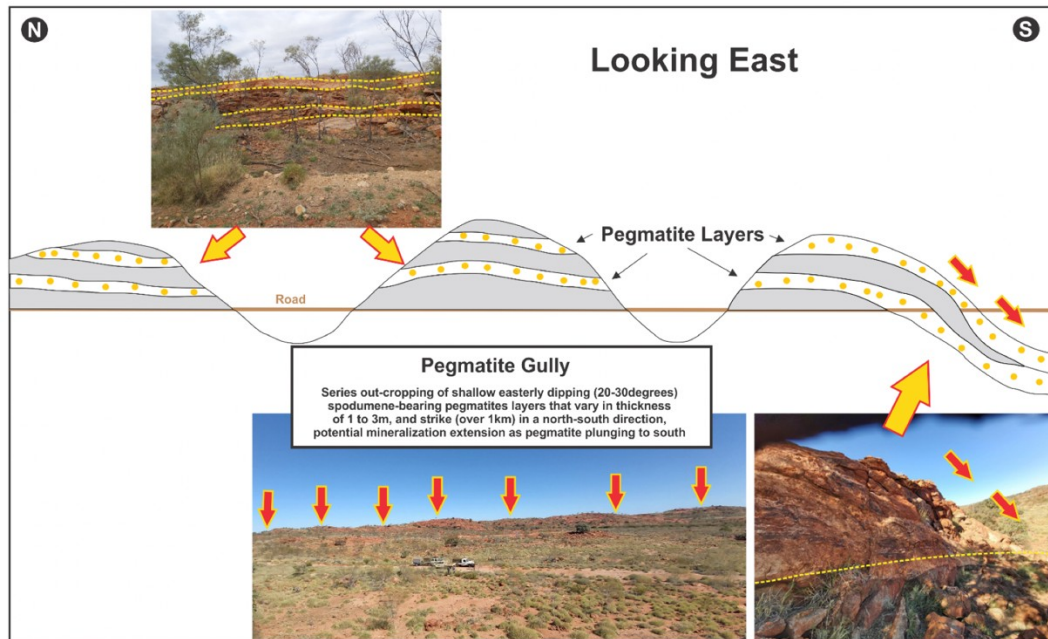 N
S
Looking East
Pegmatite Layers
Road
Pegmatite Gully
Series out-cropping of shallow easterly dipping (20-30degrees)
spodumene-bearing pegmatites layers that vary in thickness
of 1 to 3m, and strike (over 1km) in a north-south direction,
potential mineralization extension as pegmatite plunging to south